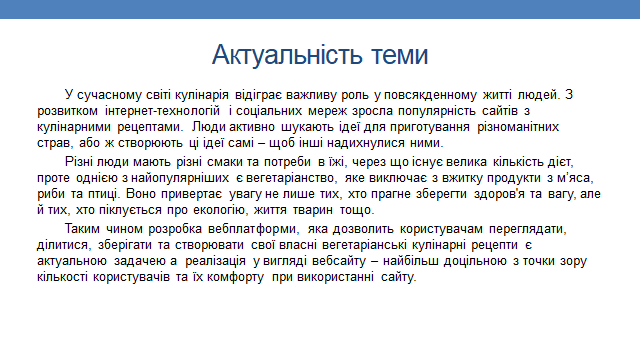 Актуальність теми
У сучасному світі кулінарія відіграє важливу роль у повсякденному житті людей. З
розвитком інтернет-технологій і соціальних мереж зросла популярність сайтів з
кулінарними рецептами. Люди активно шукають ідеї для приготування різноманітних
страв, або ж створюють ці ідеї самі – щоб інші надихнулися ними.
Різні люди мають різні смаки та потреби в їжі, через що існує велика кількість дієт,
проте однією з найпопулярніших є вегетаріанство, яке виключає з вжитку продукти з м'яса,
риби та птиці. Воно привертає увагу не лише тих, хто прагне зберегти здоров'я та вагу, але
й тих, хто піклується про екологію, життя тварин тощо.
Таким чином розробка вебплатформи, яка дозволить користувачам переглядати,
ділитися, зберігати та створювати свої власні вегетаріанські кулінарні рецепти є
актуальною задачею а реалізація у вигляді вебсайту – найбільш доцільною з точки зору
кількості користувачів та їх комфорту при використанні сайту.